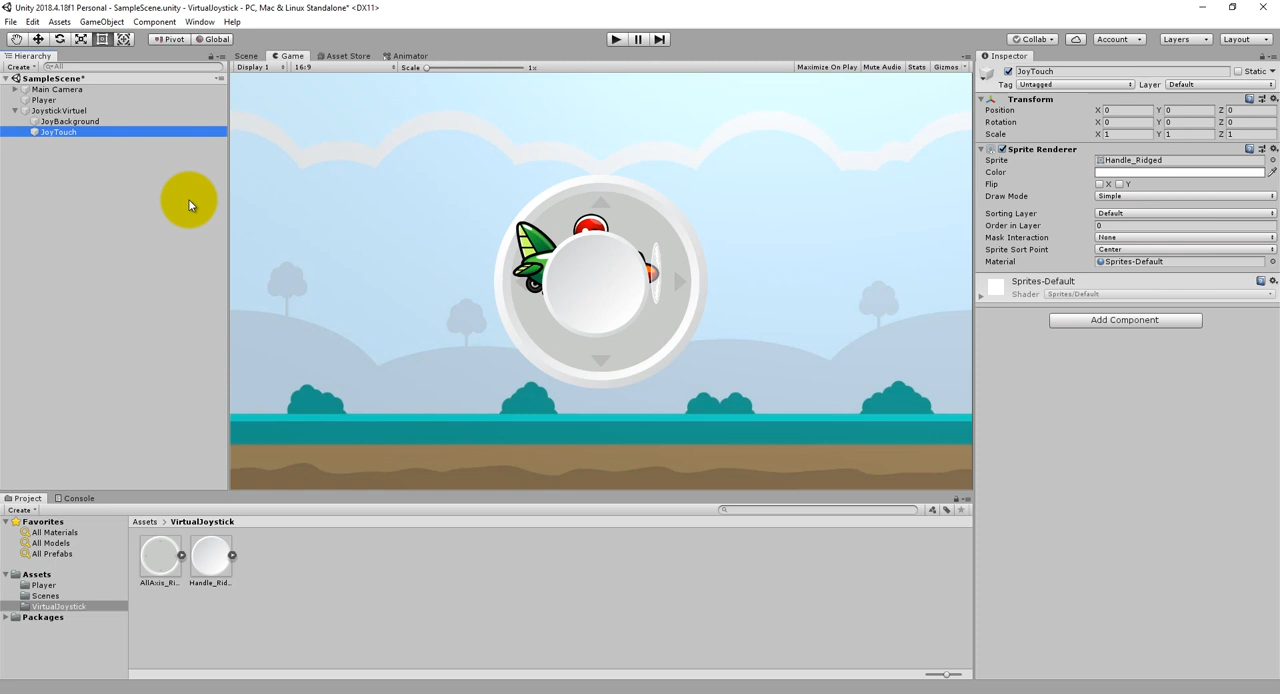 Unity 2018.4.18f1 Personal - SampleScene.unity - VirtualJoystick - PC, Mac & Linux Standalone* <DX11>
File Edit Assets GameObject Component Window Help
Pivot Global Collab Account Layers Layout
Hierarchy Scene Game Asset Store Animator Inspector
Create All Display 1 16:9 Scale 1x Maximize On Play Mute Audio Stats Gizmos
JoyTouch Static
SampleScene*
Tag Untagged Layer Default
Main Camera
Player
JoystickVirtuel
JoyBackground
JoyTouch
Transform
Position X 0 Y 0 Z 0
Rotation X 0 Y 0 Z 0
Scale X 1 Y 1 Z 1
Sprite Renderer
Sprite Handle_Ridged
Color
Flip X Y
Draw Mode Simple
Sorting Layer Default
Order in Layer 0
Mask Interaction None
Sprite Sort Point Center
Material Sprites-Default
Sprites-Default
Shader Sprites/Default
Add Component
Project Console
Create
Favorites
All Materials
All Models
All Prefabs
Assets
Player
Scenes
VirtualJoystick
Packages
Assets > VirtualJoystick
AllAxis_Ri... Handle_Rid...